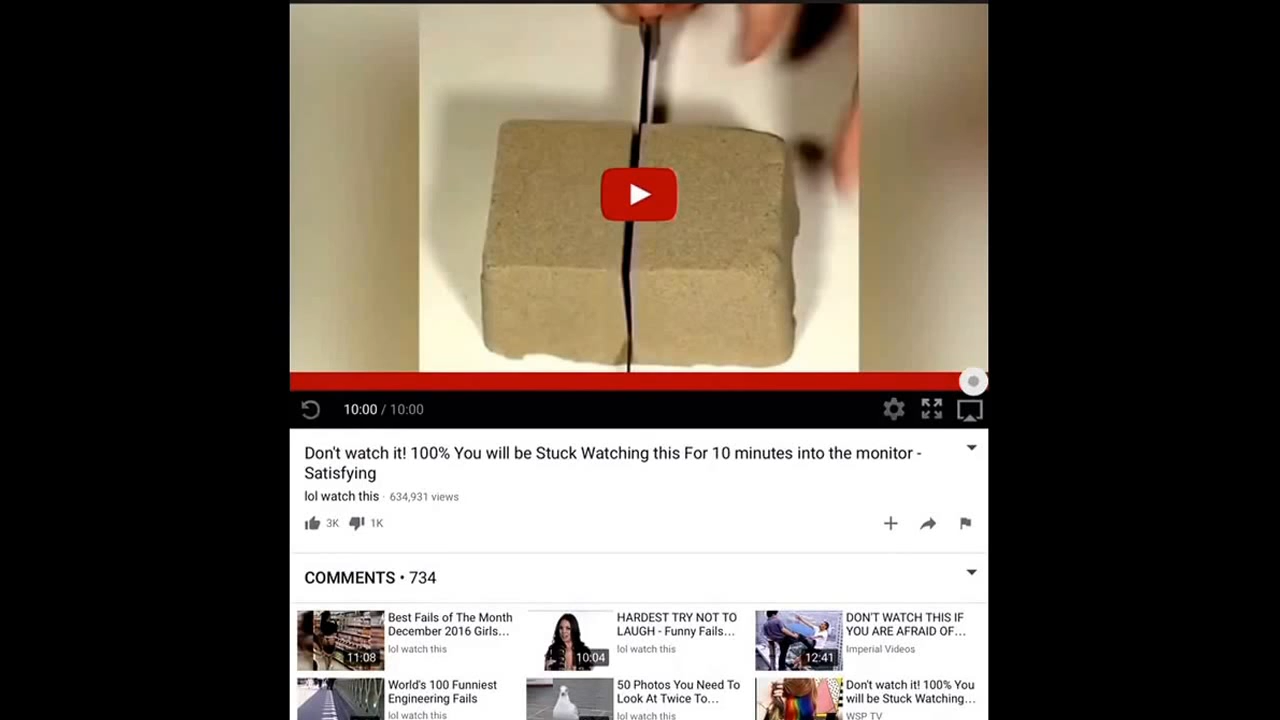 10:00 / 10:00
Don't watch it! 100% You will be Stuck Watching this For 10 minutes into the monitor -
Satisfying
lol watch this · 634,931 views
3K 1K
COMMENTS • 734
Best Fails of The Month
December 2016 Girls...
lol watch this
11:08
HARDEST TRY NOT TO
LAUGH - Funny Fails...
lol watch this
10:04
DON'T WATCH THIS IF
YOU ARE AFRAID OF...
Imperial Videos
12:41
World's 100 Funniest
Engineering Fails
lol watch this
50 Photos You Need To
Look At Twice To...
lol watch this
Don't watch it! 100% You
will be Stuck Watching...
WSP TV